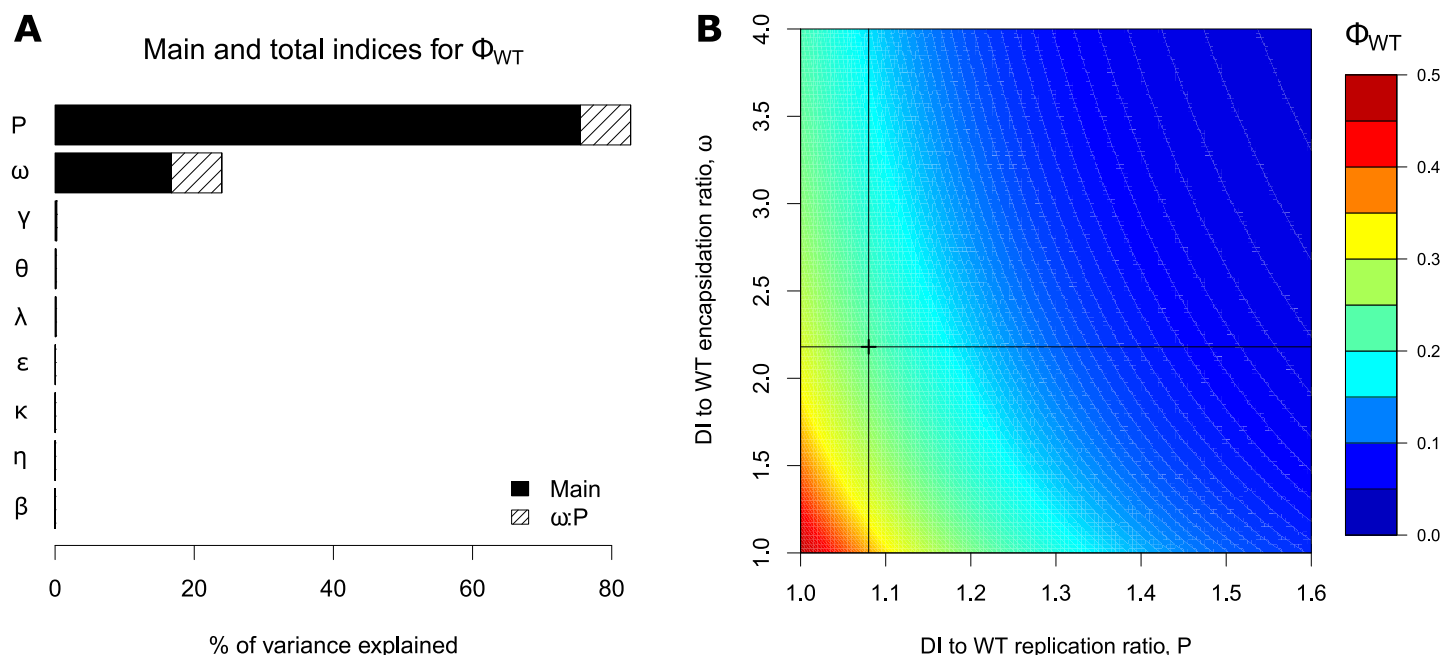 A
Main and total indices for ΦWT
P
ω
γ
θ
λ
ε
κ
η
β
Main
ω:P
0 20 40 60 80
% of variance explained
B
DI to WT encapsidation ratio, ω
4.0
3.5
3.0
2.5
2.0
1.5
1.0
1.0 1.1 1.2 1.3 1.4 1.5 1.6
DI to WT replication ratio, P
ΦWT
0.5
0.4
0.3
0.2
0.1
0.0